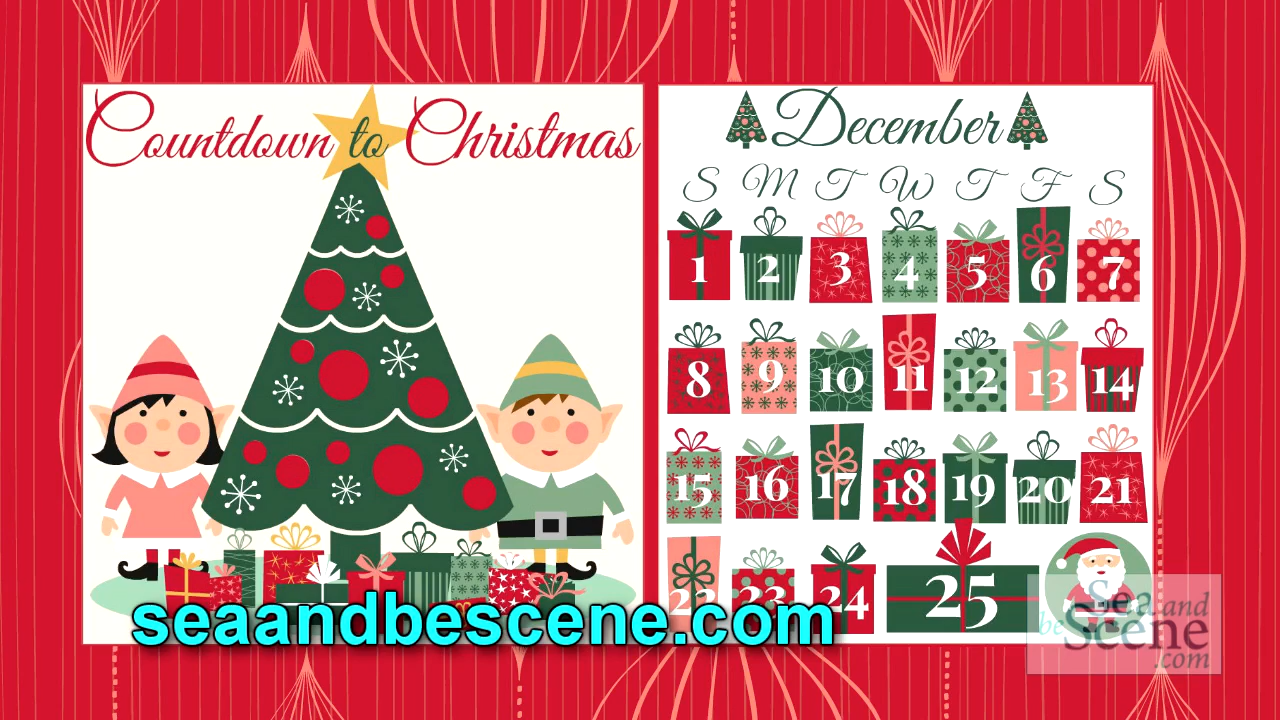 Countdown to Christmas
December
S M T W T F S
1 2 3 4 5 6 7
8 9 10 11 12 13 14
15 16 17 18 19 20 21
22 23 24 25
seaandbescene.com
Sea and
be Scene
.com